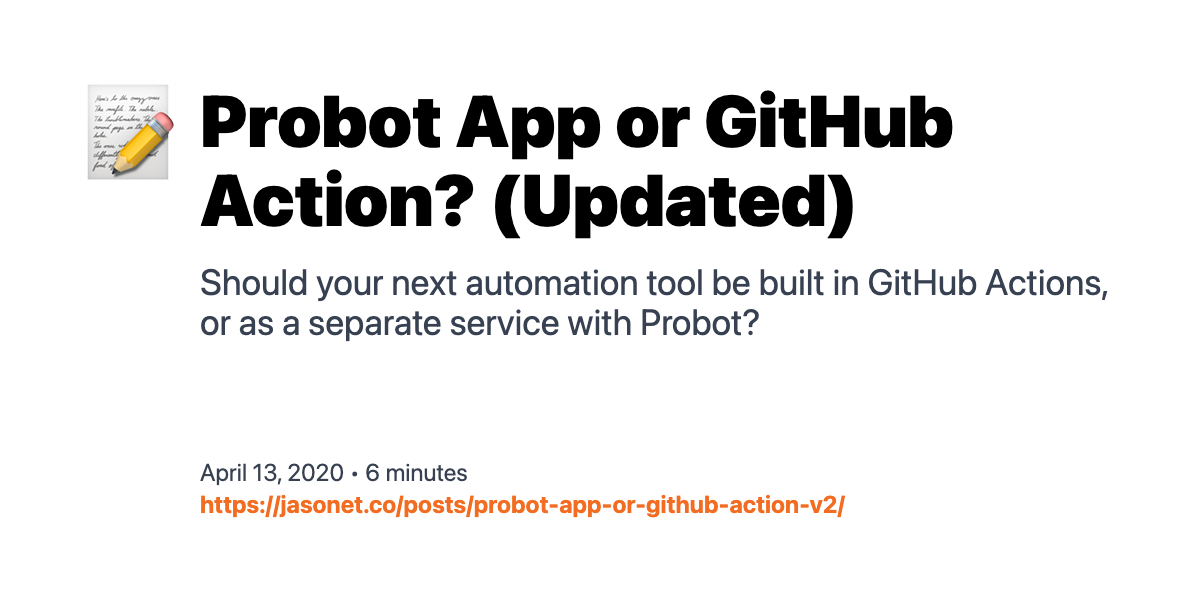 Probot App or GitHub
Action? (Updated)
Should your next automation tool be built in GitHub Actions,
or as a separate service with Probot?
April 13, 2020 • 6 minutes
https://jasonet.co/posts/probot-app-or-github-action-v2/